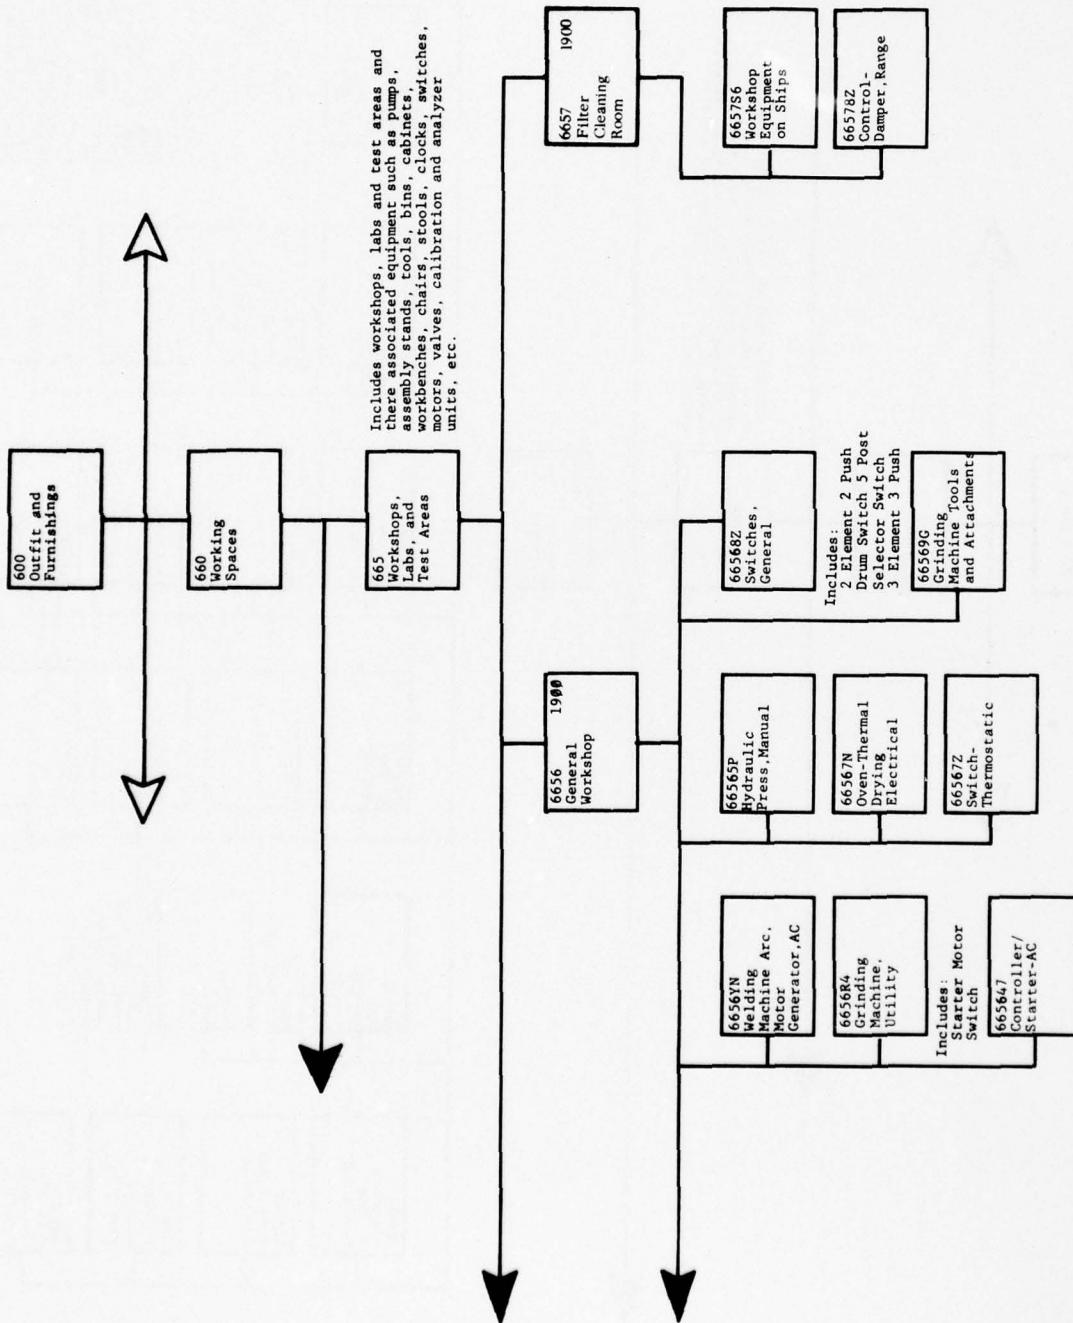 600
Outfit and
Furnishings
660
Working
Spaces
665
Workshops,
Labs, and
Test Areas
Includes workshops, labs and test areas and
there associated equipment such as pumps,
assembly stands, tools, bins, cabinets,
workbenches, chairs, stools, clocks, switches,
motors, valves, calibration and analyzer
units, etc.
6656 1900
General
Workshop
6657 1900
Filter
Cleaning
Room
6656YN
Welding
Machine Arc,
Motor
Generator,AC
6656R4
Grinding
Machine,
Utility
Includes:
Starter Motor
Switch
665647
Controller/
Starter-AC
66565P
Hydraulic
Press,Manual
66567N
Oven-Thermal
Drying
Electrical
66567Z
Switch-
Thermostatic
66568Z
Switches,
General
Includes:
2 Element 2 Push
Drum Switch 5 Post
Selector Switch
3 Element 3 Push
66569G
Grinding
Machine Tools
and Attachments
6657S6
Workshop
Equipment
on Ships
66578Z
Control-
Damper,Range